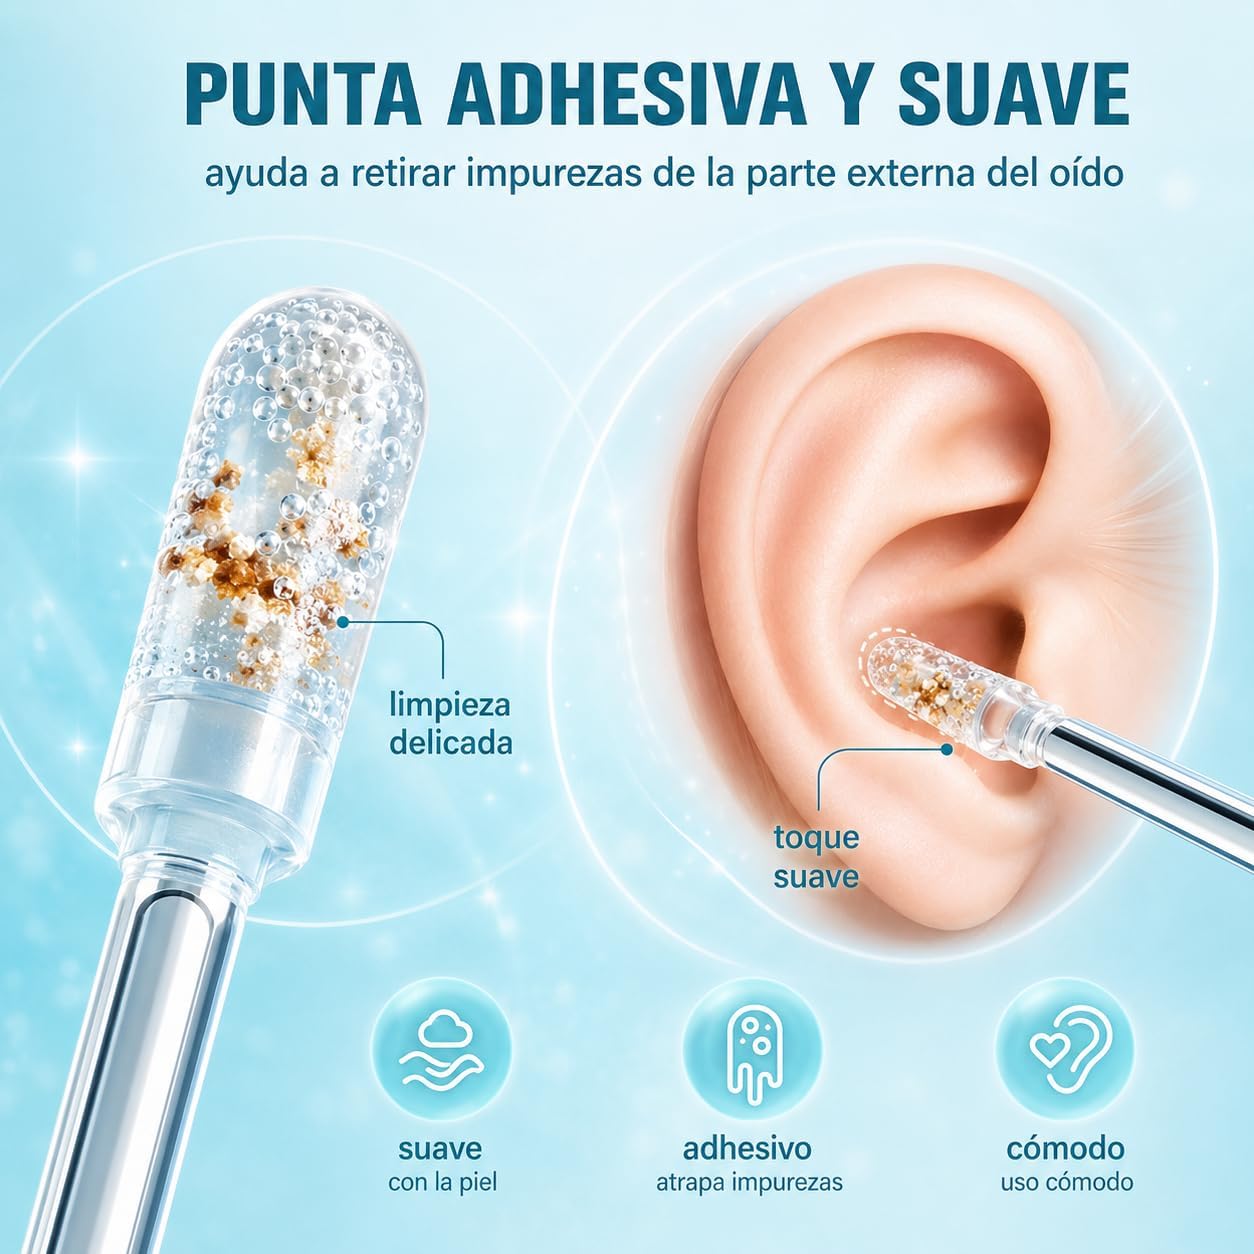 PUNTA ADHESIVA Y SUAVE
ayuda a retirar impurezas de la parte externa del oído
limpieza
delicada
toque
suave
suave
con la piel
adhesivo
atrapa impurezas
cómodo
uso cómodo